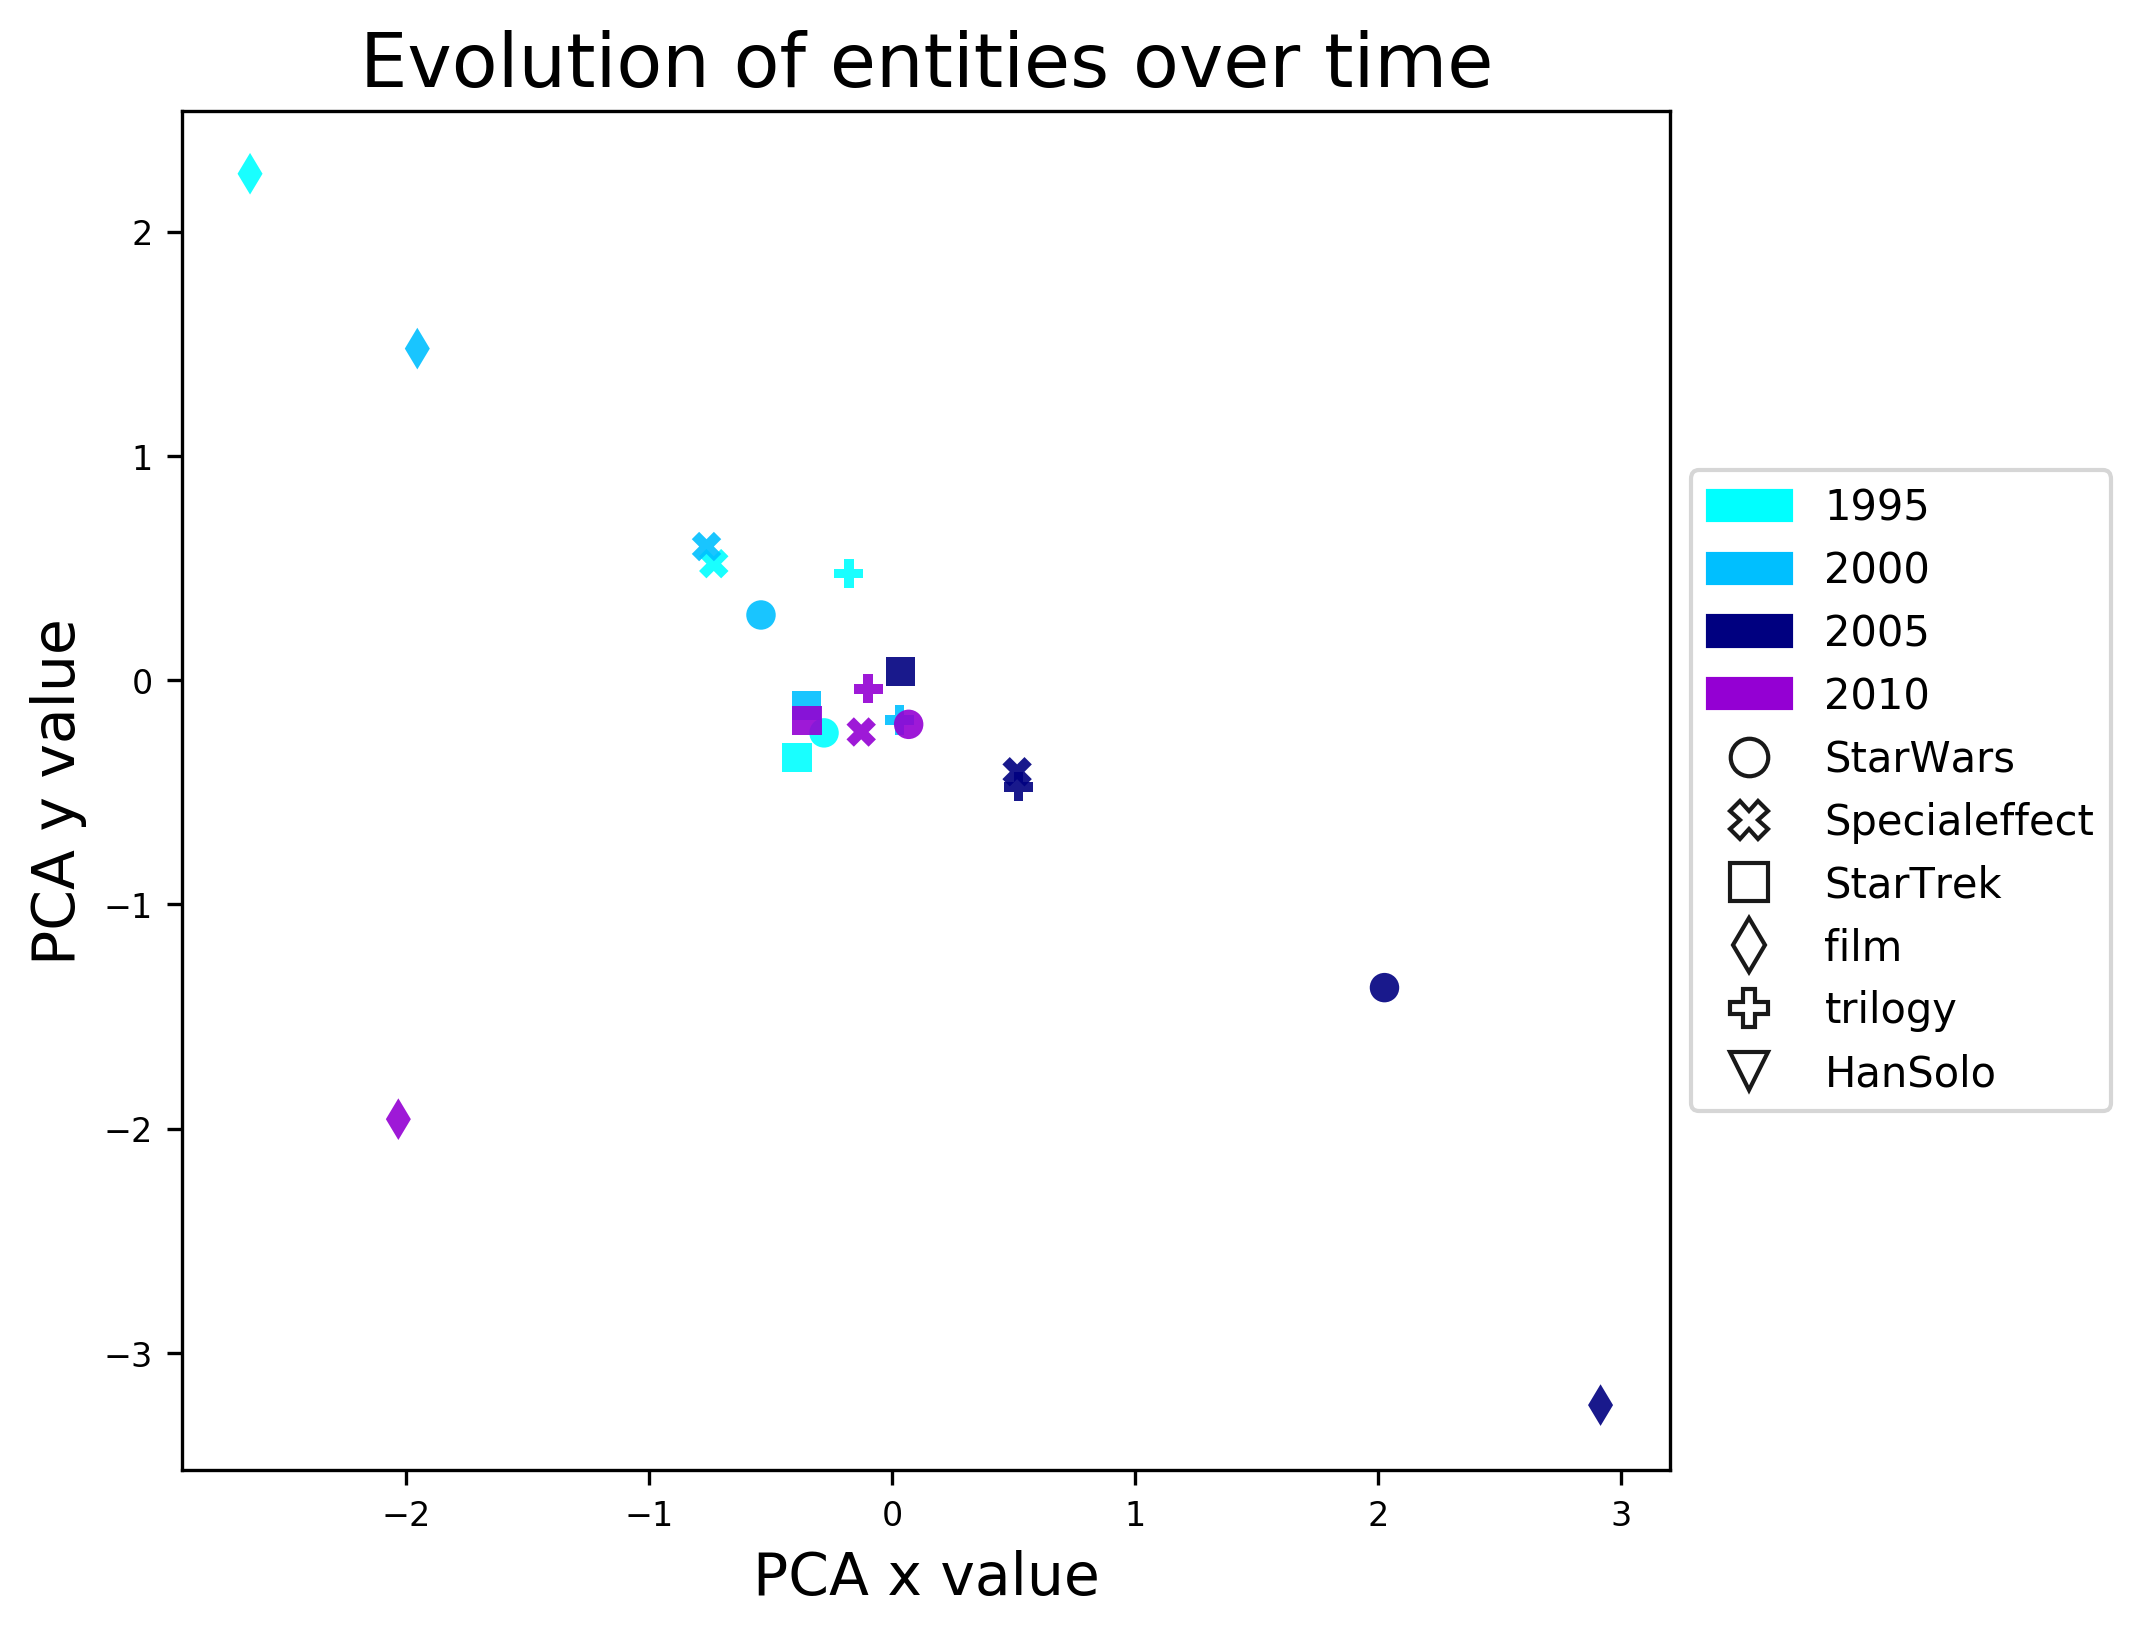 Evolution of entities over time
PCA y value
2
1
0
−1
−2
−3
−2
−1
0
1
2
3
PCA x value
1995
2000
2005
2010
StarWars
Specialeffect
StarTrek
film
trilogy
HanSolo